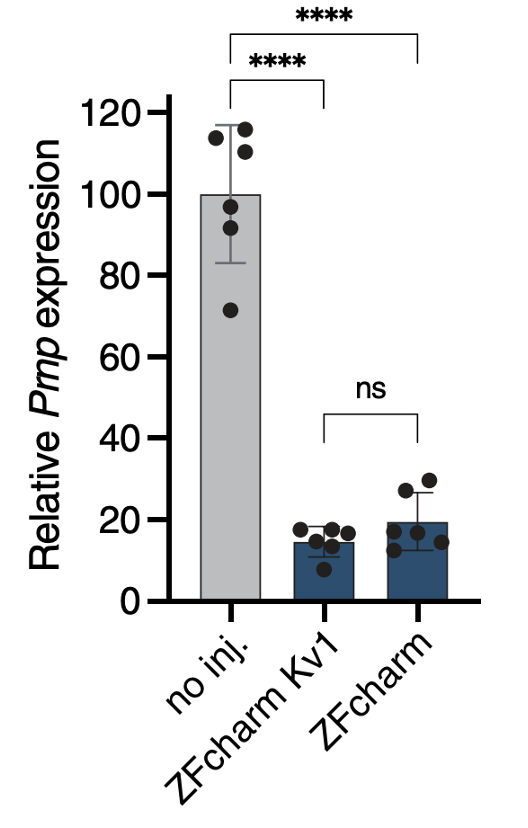 ****
****
120
100
80
60
40
20
0
Relative Pmp expression
ns
no inj.
ZFcharm Kv1
ZFcharm